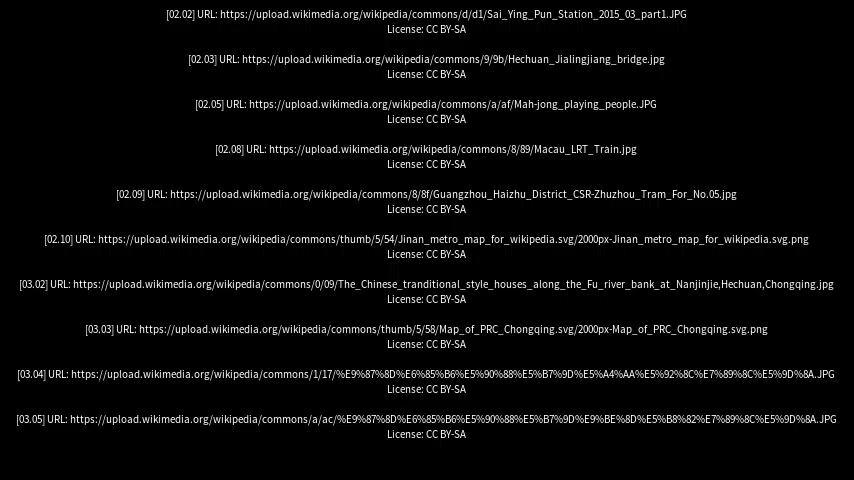 [02.02] URL: https://upload.wikimedia.org/wikipedia/commons/d/d1/Sai_Ying_Pun_Station_2015_03_part1.JPG
License: CC BY-SA
[02.03] URL: https://upload.wikimedia.org/wikipedia/commons/9/9b/Hechuan_Jialingjiang_bridge.jpg
License: CC BY-SA
[02.05] URL: https://upload.wikimedia.org/wikipedia/commons/a/af/Mah-jong_playing_people.JPG
License: CC BY-SA
[02.08] URL: https://upload.wikimedia.org/wikipedia/commons/8/89/Macau_LRT_Train.jpg
License: CC BY-SA
[02.09] URL: https://upload.wikimedia.org/wikipedia/commons/8/8f/Guangzhou_Haizhu_District_CSR-Zhuzhou_Tram_For_No.05.jpg
License: CC BY-SA
[02.10] URL: https://upload.wikimedia.org/wikipedia/commons/thumb/5/54/Jinan_metro_map_for_wikipedia.svg/2000px-Jinan_metro_map_for_wikipedia.svg.png
License: CC BY-SA
[03.02] URL: https://upload.wikimedia.org/wikipedia/commons/0/09/The_Chinese_tranditional_style_houses_along_the_Fu_river_bank_at_Nanjinjie,Hechuan,Chongqing.jpg
License: CC BY-SA
[03.03] URL: https://upload.wikimedia.org/wikipedia/commons/thumb/5/58/Map_of_PRC_Chongqing.svg/2000px-Map_of_PRC_Chongqing.svg.png
License: CC BY-SA
[03.04] URL: https://upload.wikimedia.org/wikipedia/commons/1/17/%E9%87%8D%E6%85%B6%E5%90%88%E5%B7%9D%E5%A4%AA%E5%92%8C%E7%89%8C%E5%9D%8A.JPG
License: CC BY-SA
[03.05] URL: https://upload.wikimedia.org/wikipedia/commons/a/ac/%E9%87%8D%E6%85%B6%E5%90%88%E5%B7%9D%E9%BE%8D%E5%B8%82%E7%89%8C%E5%9D%8A.JPG
License: CC BY-SA